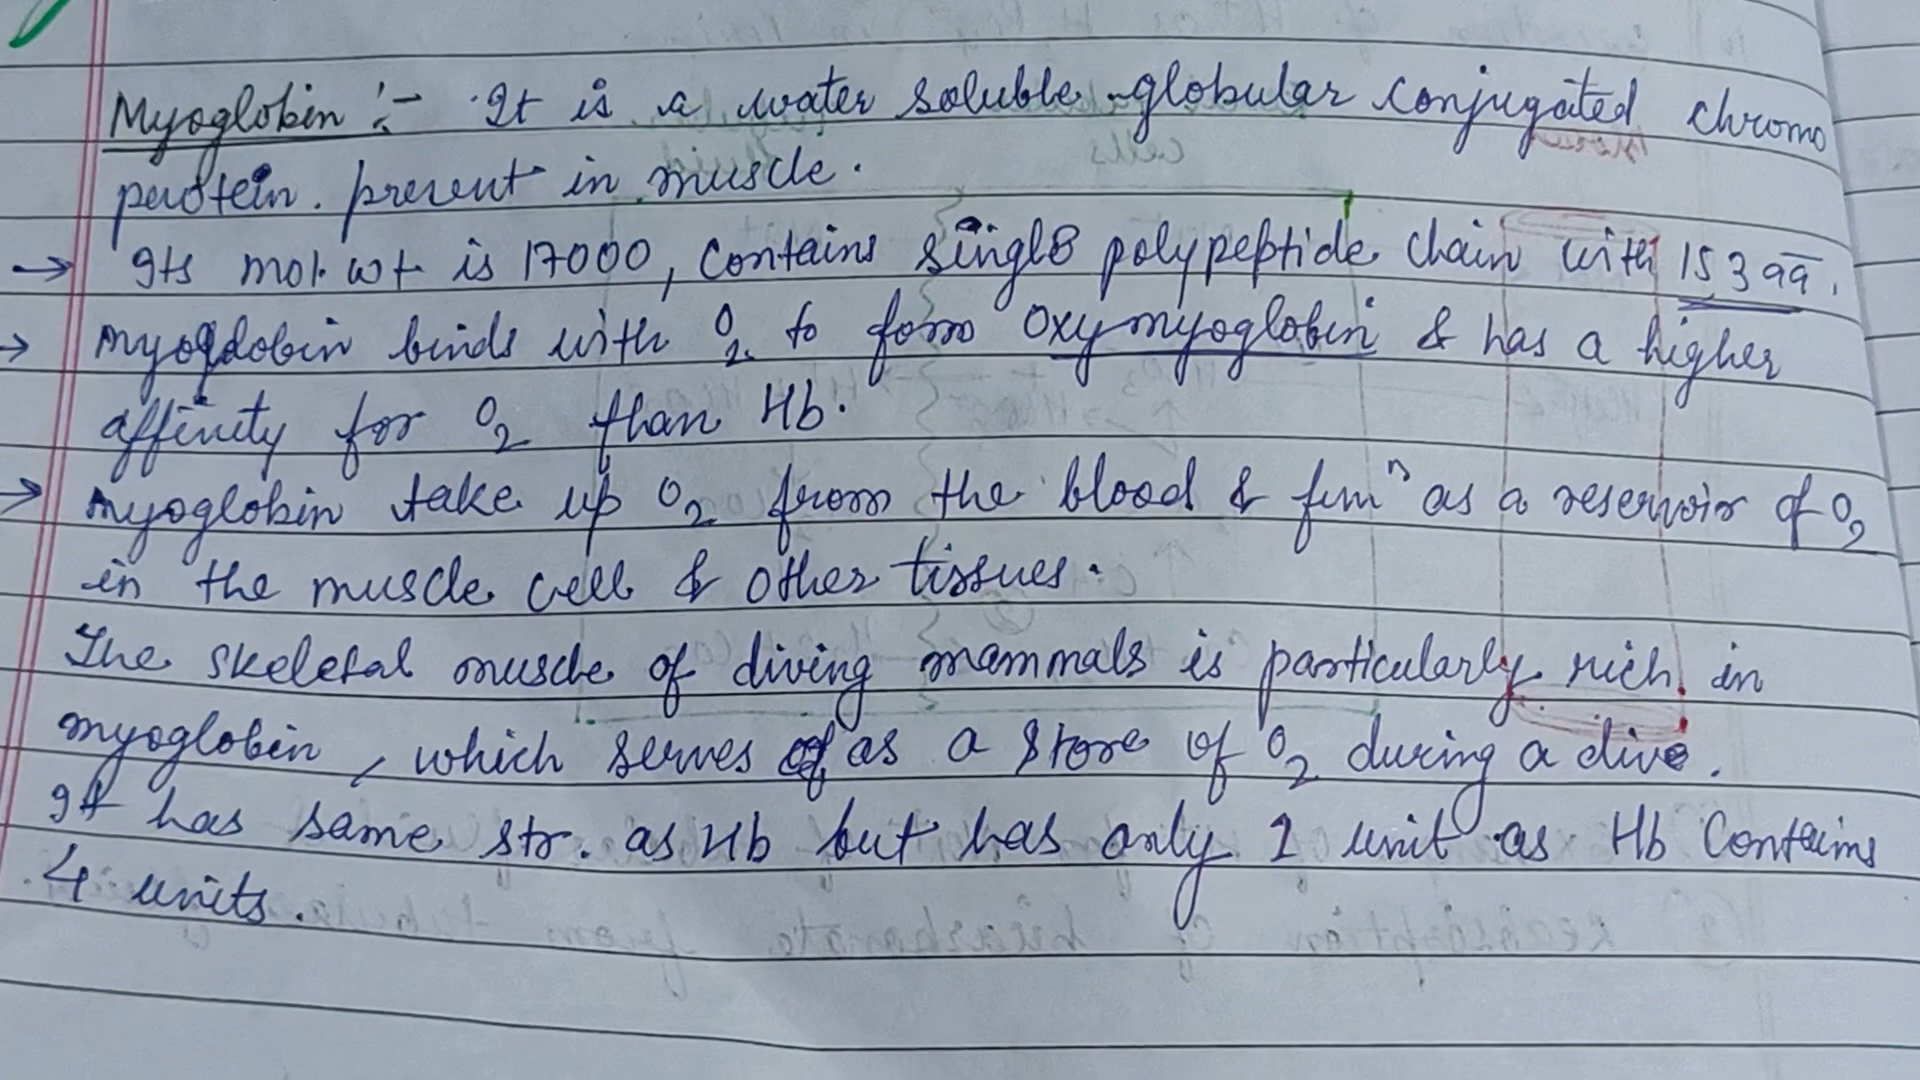 Myoglobin :- It is a water soluble globular conjugated chromo
protein. present in muscle.
→ Its mol. wt is 17000, contains single polypeptide chain with 153 aa.
→ Myoglobin binds with O2 to form oxymyoglobin & has a higher
affinity for O2 than Hb.
→ Myoglobin take up O2 from the blood & funⁿ as a reservoir of O2
in the muscle cell & other tissues.
The skeletal muscle of diving mammals is particularly rich in
myoglobin, which serves as a store of O2 during a dive.
It has same str. as Hb but has only 1 unit as Hb Contains
4 units.